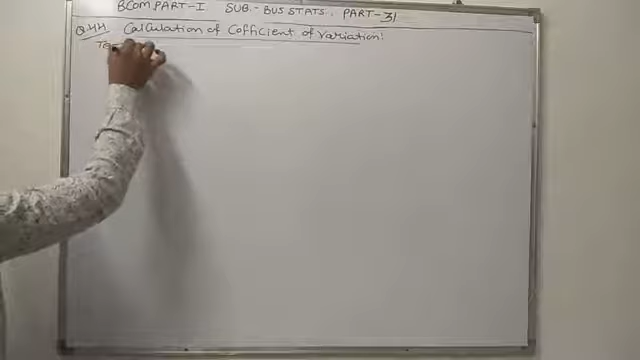 BCOM.PART-I SUB.- BUS STATS.. PART-31
Q.44 Calculation of Cofficient of Variation: